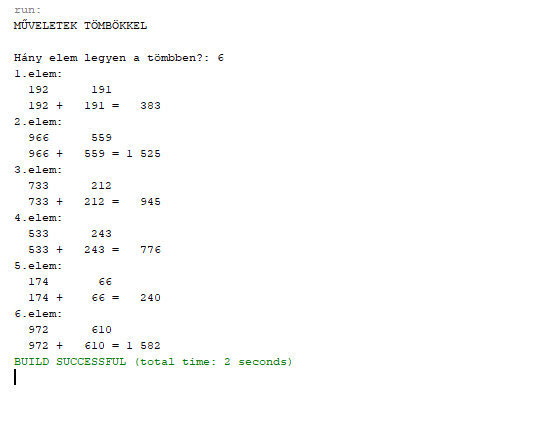 run:
MŰVELETEK TÖMBÖKKEL
Hány elem legyen a tömbben?: 6
1.elem:
192 191
192 + 191 = 383
2.elem:
966 559
966 + 559 = 1 525
3.elem:
733 212
733 + 212 = 945
4.elem:
533 243
533 + 243 = 776
5.elem:
174 66
174 + 66 = 240
6.elem:
972 610
972 + 610 = 1 582
BUILD SUCCESSFUL (total time: 2 seconds)